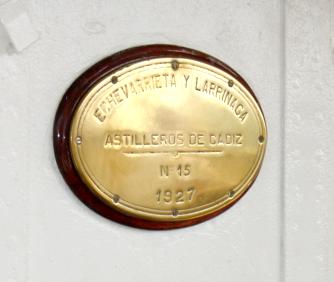 ECHEVARRIETA Y LARRINAGA
ASTILLEROS DE CADIZ
N 15
1927